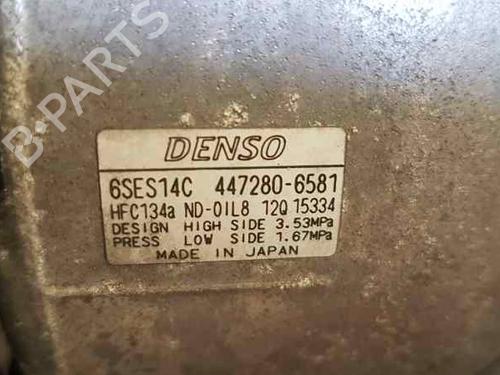 B-PARTS
DENSO
6SES14C 447280-6581
HFC134a ND-OIL8 12Q 15334
DESIGN HIGH SIDE 3.53MPa
PRESS LOW SIDE 1.67MPa
MADE IN JAPAN